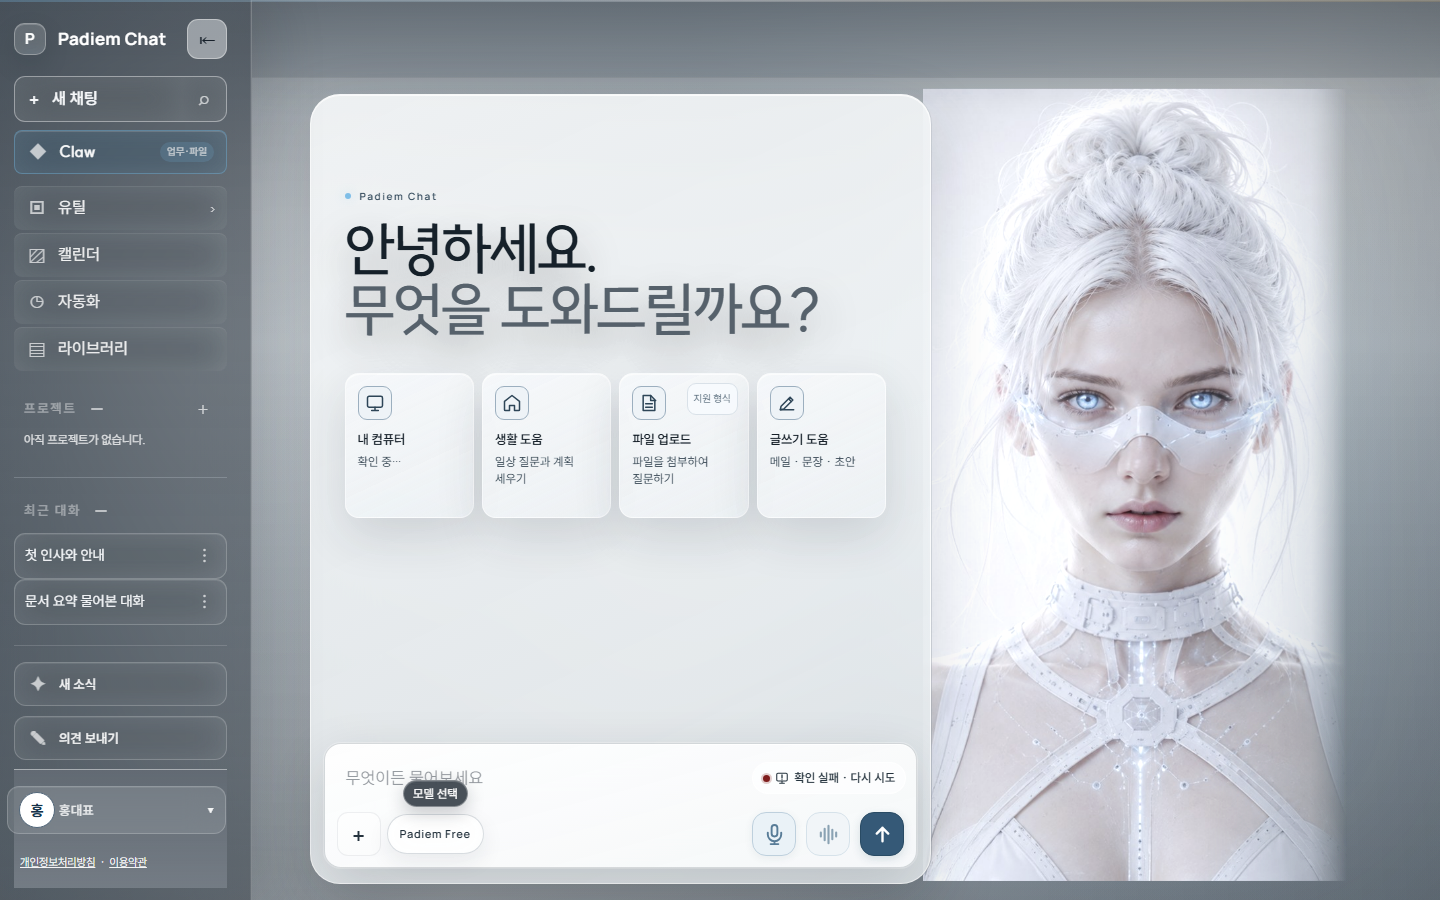 P Padiem Chat
+ 새 채팅
Claw 업무·파일
유틸
캘린더
자동화
라이브러리
프로젝트
아직 프로젝트가 없습니다.
최근 대화
첫 인사와 안내
문서 요약 물어본 대화
새 소식
의견 보내기
홍 홍대표
개인정보처리방침 · 이용약관
Padiem Chat
안녕하세요.
무엇을 도와드릴까요?
내 컴퓨터
확인 중…
생활 도움
일상 질문과 계획
세우기
지원 형식
파일 업로드
파일을 첨부하여
질문하기
글쓰기 도움
메일 · 문장 · 초안
무엇이든 물어보세요
확인 실패 · 다시 시도
모델 선택
+ Padiem Free